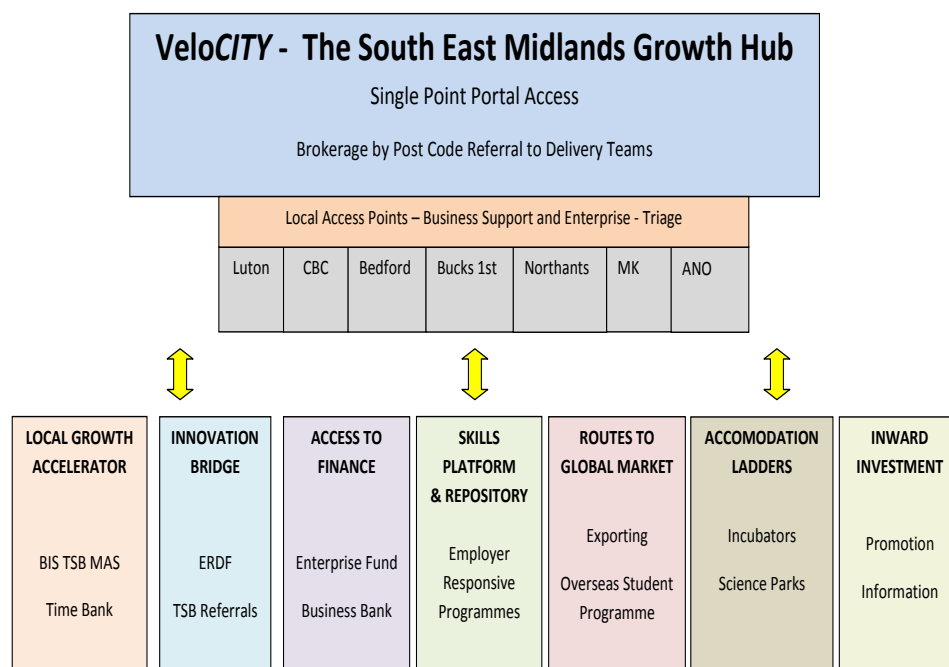 VeloCITY - The South East Midlands Growth Hub
Single Point Portal Access
Brokerage by Post Code Referral to Delivery Teams
Local Access Points – Business Support and Enterprise - Triage
Luton
CBC
Bedford
Bucks 1st
Northants
MK
ANO
LOCAL GROWTH
ACCELERATOR
BIS TSB MAS
Time Bank
INNOVATION
BRIDGE
ERDF
TSB Referrals
ACCESS TO
FINANCE
Enterprise Fund
Business Bank
SKILLS
PLATFORM
& REPOSITORY
Employer
Responsive
Programmes
ROUTES TO
GLOBAL MARKET
Exporting
Overseas Student
Programme
ACCOMODATION
LADDERS
Incubators
Science Parks
INWARD
INVESTMENT
Promotion
Information